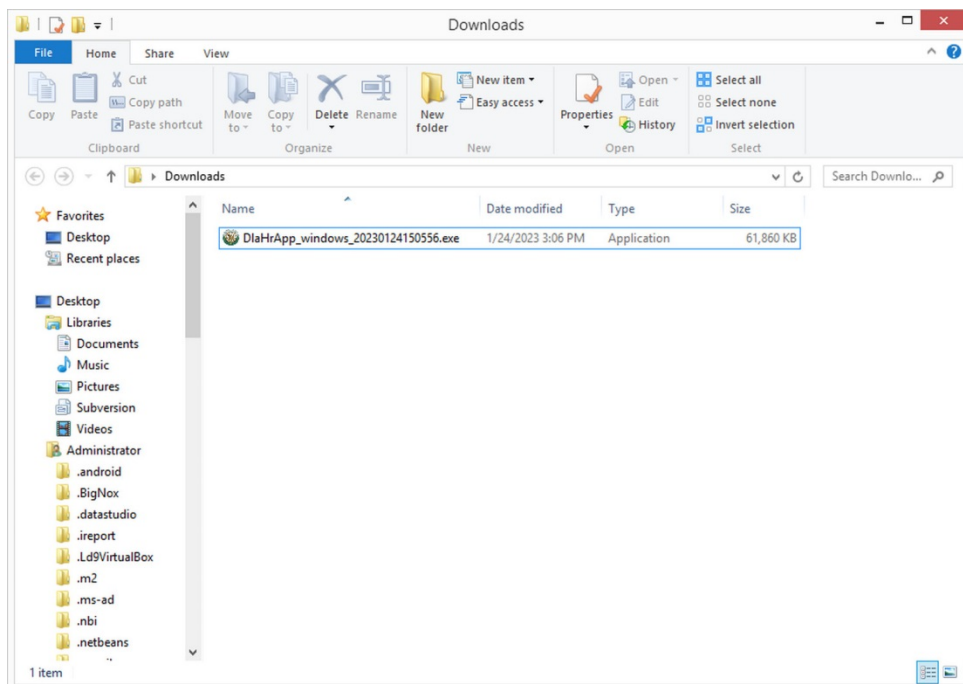 Downloads
File Home Share View
Copy Paste Cut Copy path Paste shortcut
Clipboard
Move to Copy to Delete Rename
Organize
New folder New item Easy access
New
Properties Open Edit History
Open
Select all Select none Invert selection
Select
Downloads
Search Downlo...
Name Date modified Type Size
DlaHrApp_windows_20230124150556.exe 1/24/2023 3:06 PM Application 61,860 KB
Favorites
Desktop
Recent places
Desktop
Libraries
Documents
Music
Pictures
Subversion
Videos
Administrator
.android
.BigNox
.datastudio
.ireport
.Ld9VirtualBox
.m2
.ms-ad
.nbi
.netbeans
1 item